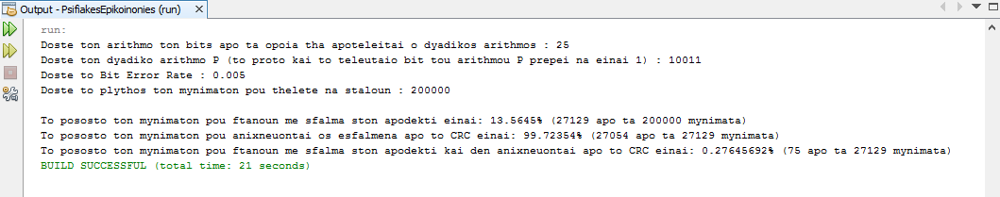 Output - PsifiakesEpikoinonies (run)
run:
Doste ton arithmo ton bits apo ta opoia tha apoteleitai o dyadikos arithmos : 25
Doste ton dyadiko arithmo P (to proto kai to teleutaio bit tou arithmou P prepei na einai 1) : 10011
Doste to Bit Error Rate : 0.005
Doste to plythos ton mynimaton pou thelete na staloun : 200000
To pososto ton mynimaton pou ftanoun me sfalma ston apodekti einai: 13.5645% (27129 apo ta 200000 mynimata)
To pososto ton mynimaton pou anixneuontai os esfalmena apo to CRC einai: 99.72354% (27054 apo ta 27129 mynimata)
To pososto ton mynimaton pou ftanoun me sfalma ston apodekti kai den anixneuontai apo to CRC einai: 0.27645692% (75 apo ta 27129 mynimata)
BUILD SUCCESSFUL (total time: 21 seconds)